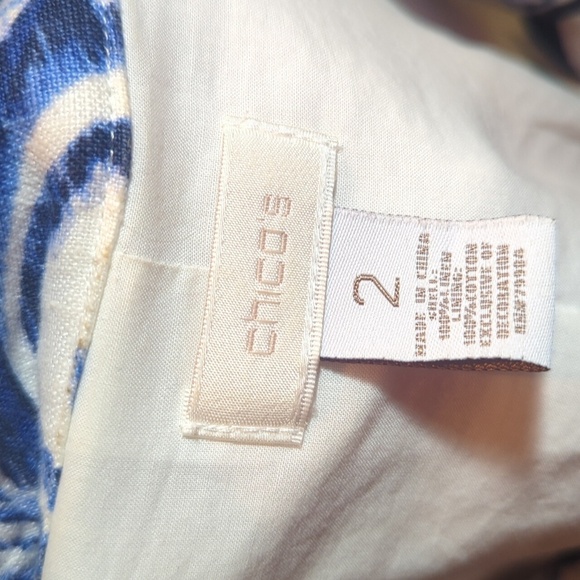 chico's
2
MADE IN CHINA
SHELL:
100%LINEN
LINING:
100%COTTON
EXCLUSIVE OF
DECORATION